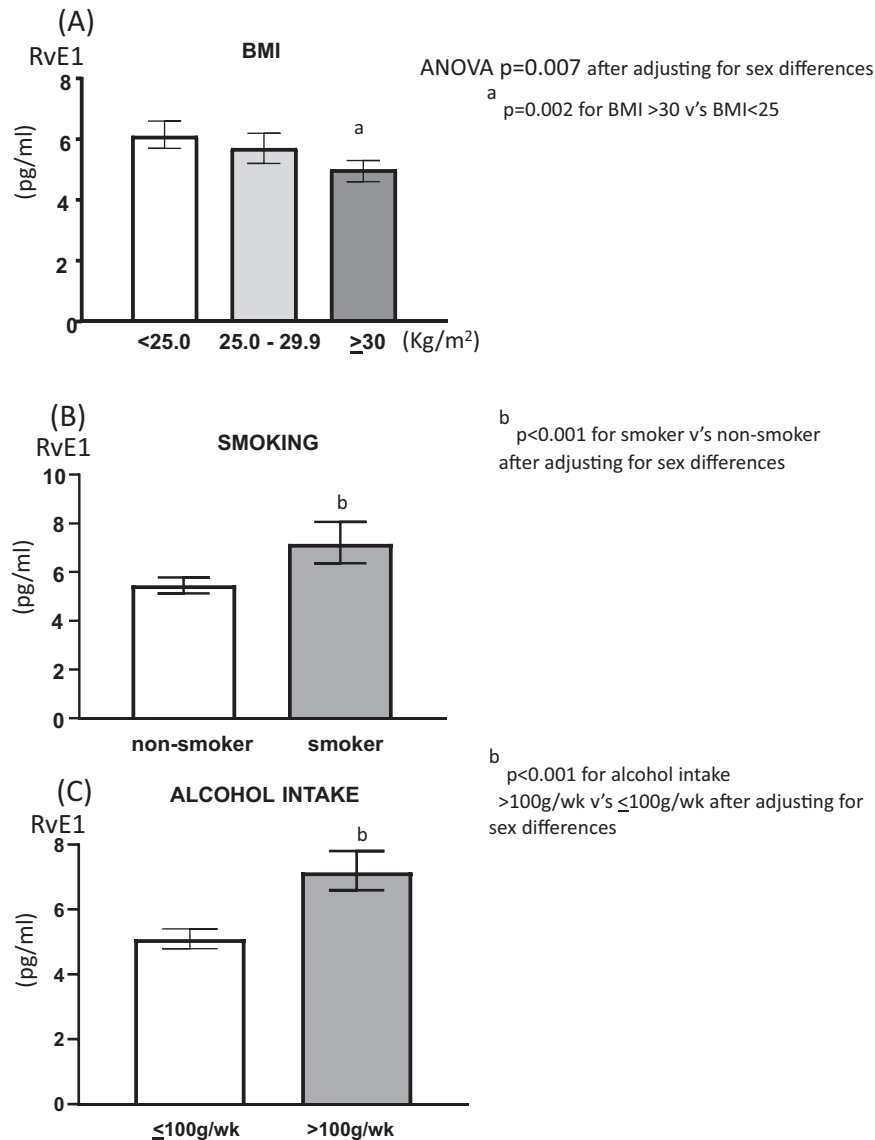 (A)
BMI
RvE1
8
6
4
2
0
(pg/ml)
a
<25.0 25.0 - 29.9 ≥30 (Kg/m²)
ANOVA p=0.007 after adjusting for sex differences
a p=0.002 for BMI >30 v's BMI<25
(B)
RvE1
SMOKING
10
8
6
4
2
0
(pg/ml)
b
non-smoker smoker
b p<0.001 for smoker v's non-smoker
after adjusting for sex differences
(C)
ALCOHOL INTAKE
RvE1
8
6
4
2
0
(pg/ml)
b
≤100g/wk >100g/wk
b p<0.001 for alcohol intake
>100g/wk v's ≤100g/wk after adjusting for
sex differences